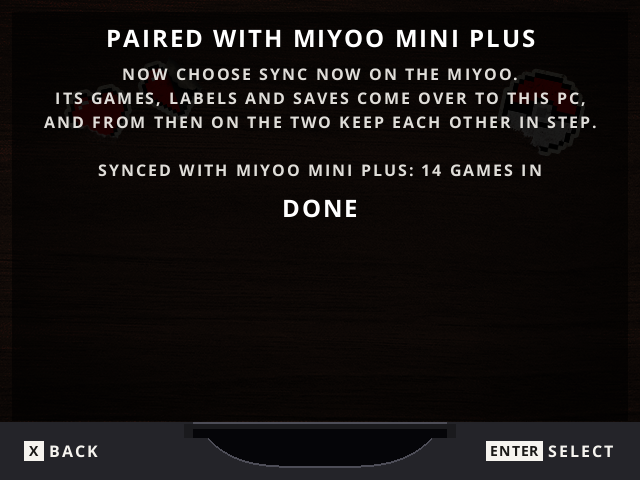 PAIRED WITH MIYOO MINI PLUS
NOW CHOOSE SYNC NOW ON THE MIYOO.
ITS GAMES, LABELS AND SAVES COME OVER TO THIS PC,
AND FROM THEN ON THE TWO KEEP EACH OTHER IN STEP.
SYNCED WITH MIYOO MINI PLUS: 14 GAMES IN
DONE
X BACK
ENTER SELECT